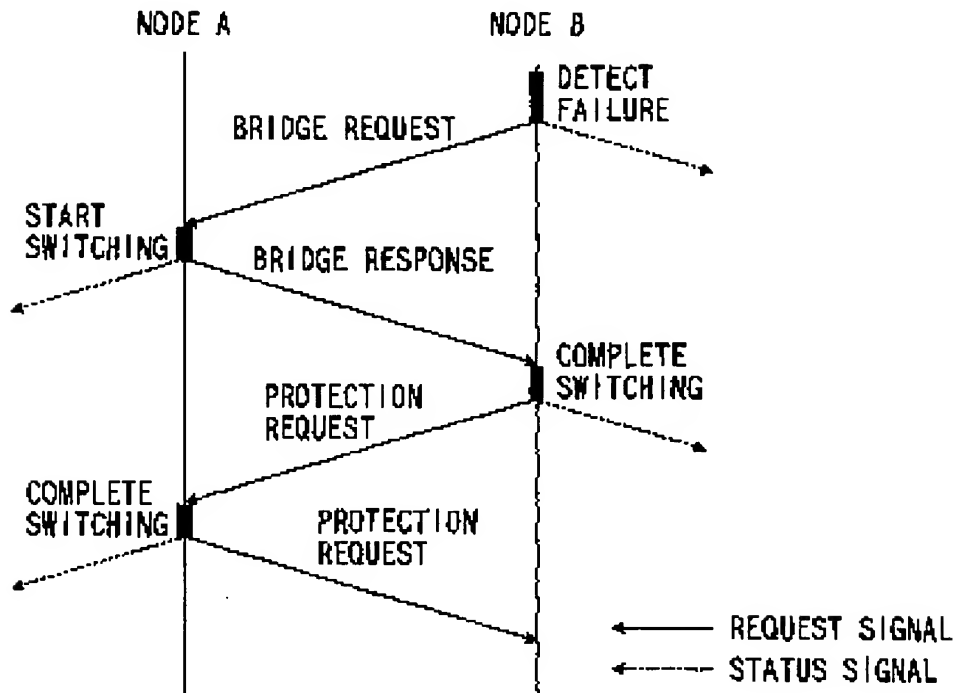 NODE A
NODE B
DETECT
FAILURE
BRIDGE REQUEST
START
SWITCHING
BRIDGE RESPONSE
COMPLETE
SWITCHING
PROTECTION
REQUEST
COMPLETE
SWITCHING
PROTECTION
REQUEST
REQUEST SIGNAL
STATUS SIGNAL